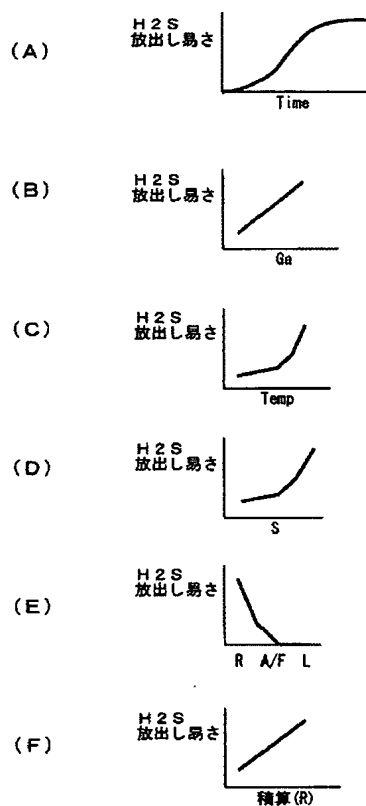 (A)
H2S
放出し易さ
Time
(B)
H2S
放出し易さ
Ga
(C)
H2S
放出し易さ
Temp
(D)
H2S
放出し易さ
S
(E)
H2S
放出し易さ
R A/F L
(F)
H2S
放出し易さ
積算(R)